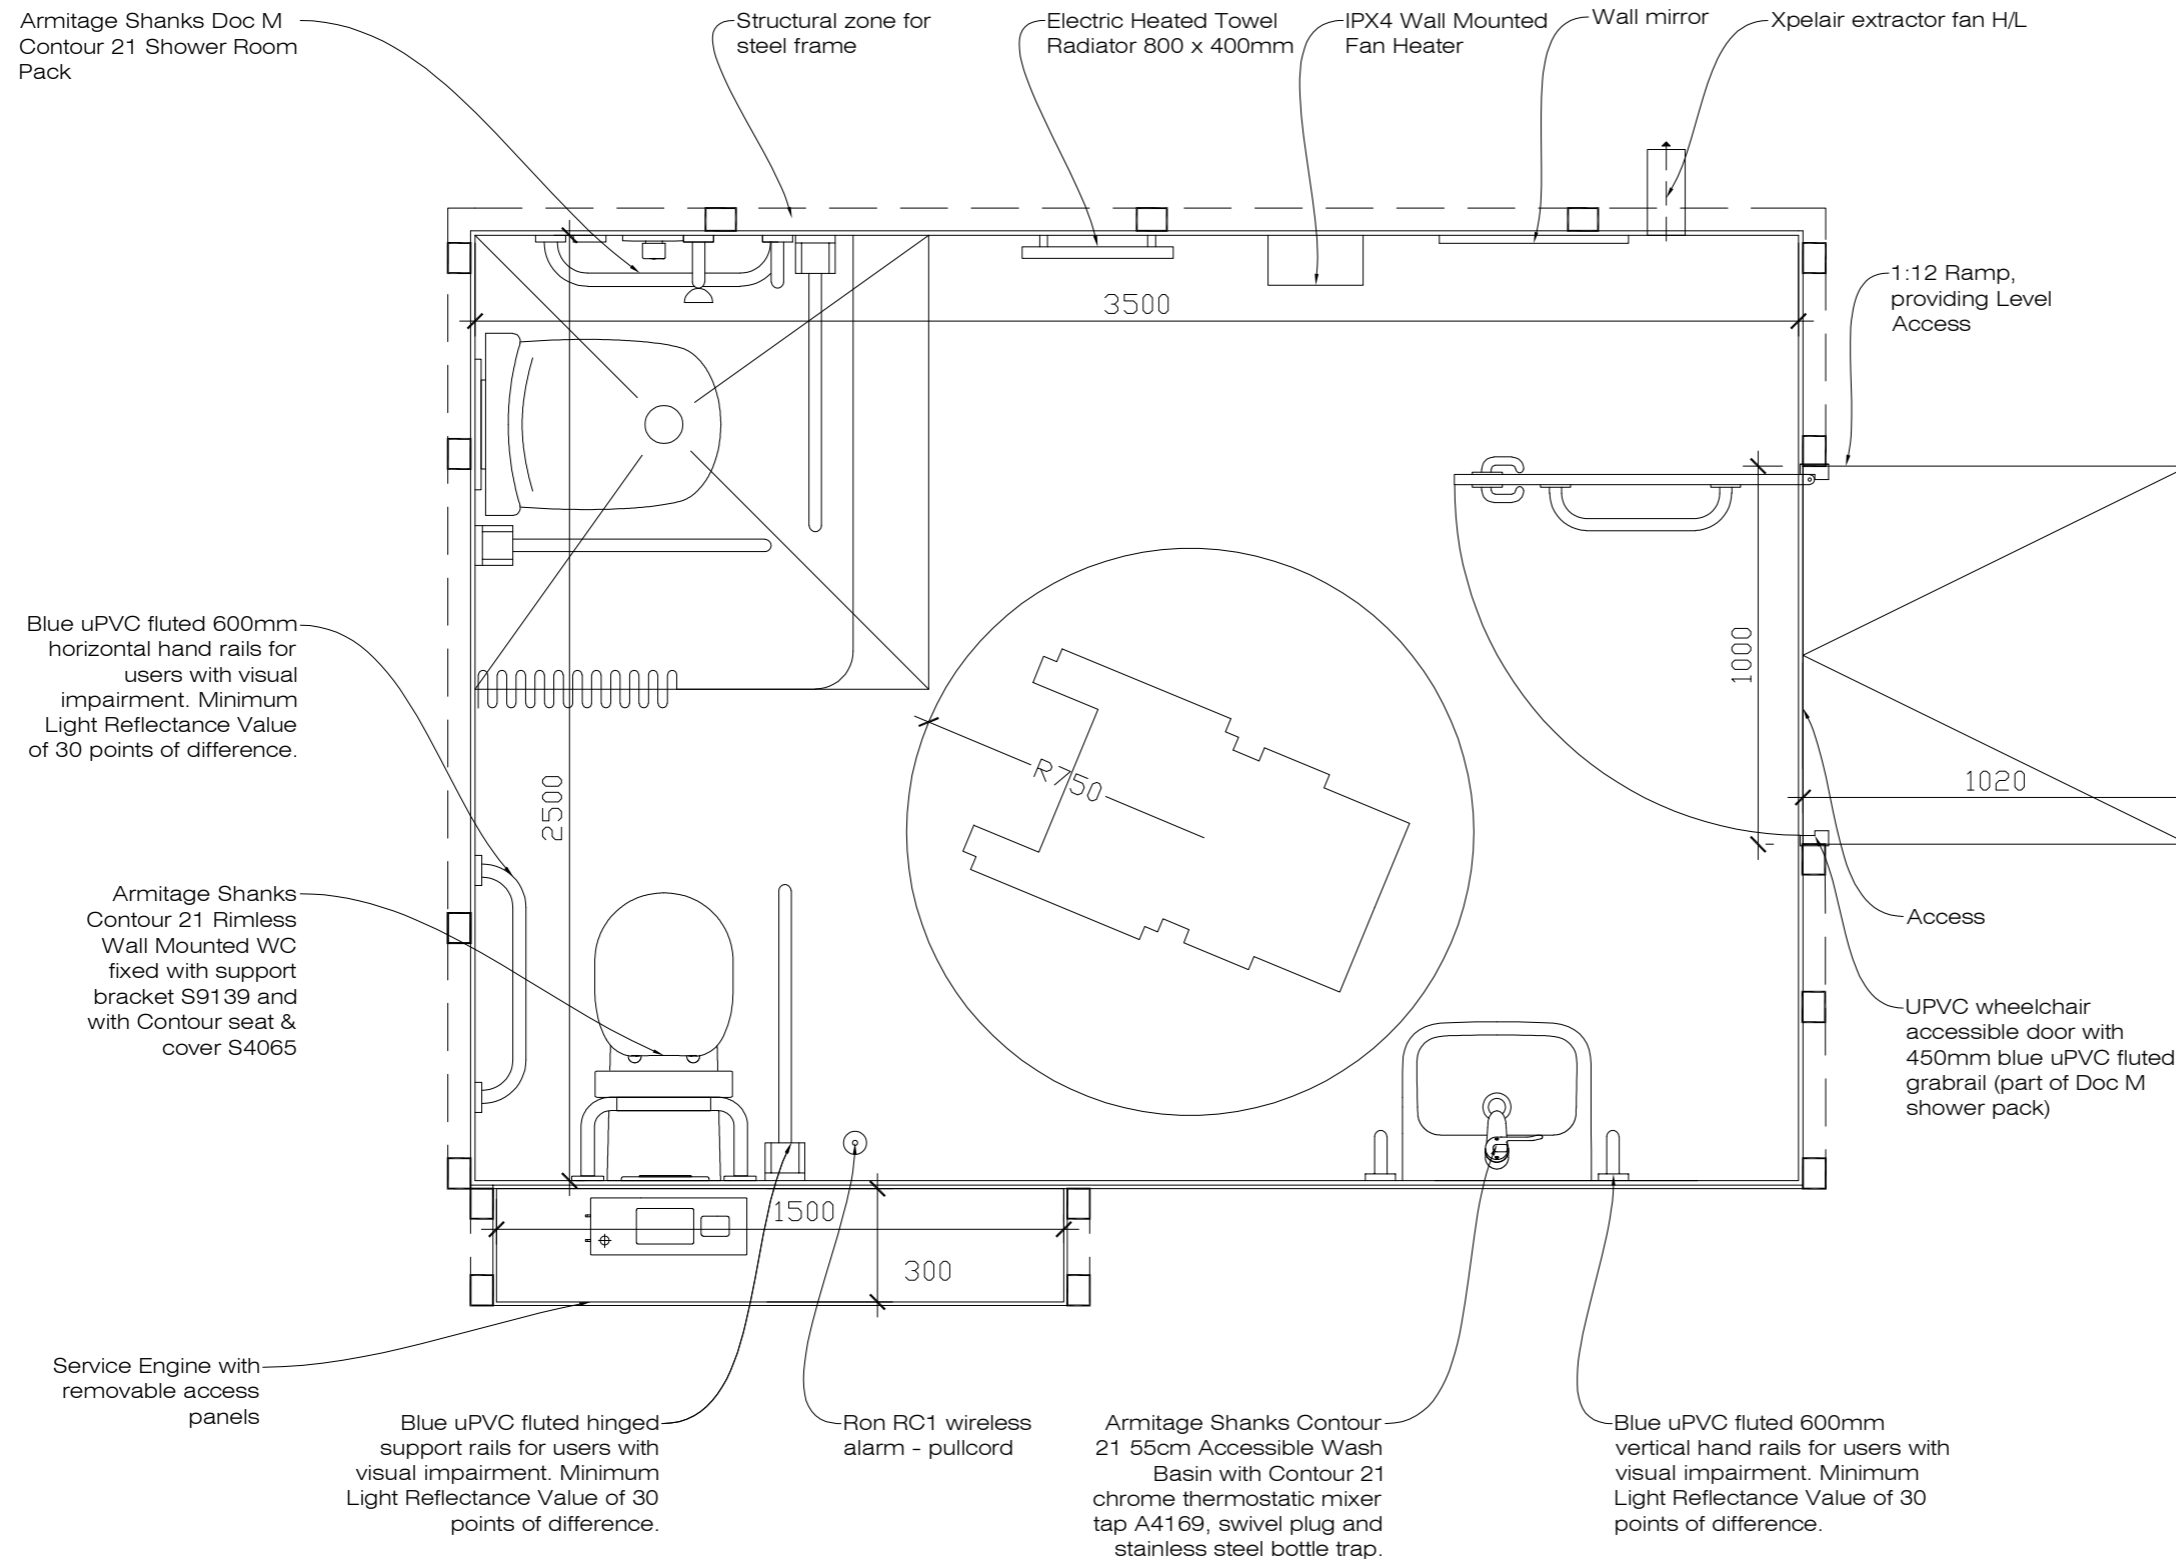 Armitage Shanks Doc M
Contour 21 Shower Room
Pack
Structural zone for
steel frame
Electric Heated Towel
Radiator 800 x 400mm
IPX4 Wall Mounted
Fan Heater
Wall mirror
Xpelair extractor fan H/L
3500
1:12 Ramp,
providing Level
Access
Blue uPVC fluted 600mm
horizontal hand rails for
users with visual
impairment. Minimum
Light Reflectance Value
of 30 points of difference.
1000
R750
2500
1020
Armitage Shanks
Contour 21 Rimless
Wall Mounted WC
fixed with support
bracket S9139 and
with Contour seat &
cover S4065
Access
UPVC wheelchair
accessible door with
450mm blue uPVC fluted
grabrail (part of Doc M
shower pack)
1500
300
Service Engine with
removable access
panels
Blue uPVC fluted hinged
support rails for users with
visual impairment. Minimum
Light Reflectance Value of 30
points of difference.
Ron RC1 wireless
alarm - pullcord
Armitage Shanks Contour
21 55cm Accessible Wash
Basin with Contour 21
chrome thermostatic mixer
tap A4169, swivel plug and
stainless steel bottle trap.
Blue uPVC fluted 600mm
vertical hand rails for users with
visual impairment. Minimum
Light Reflectance Value of 30
points of difference.